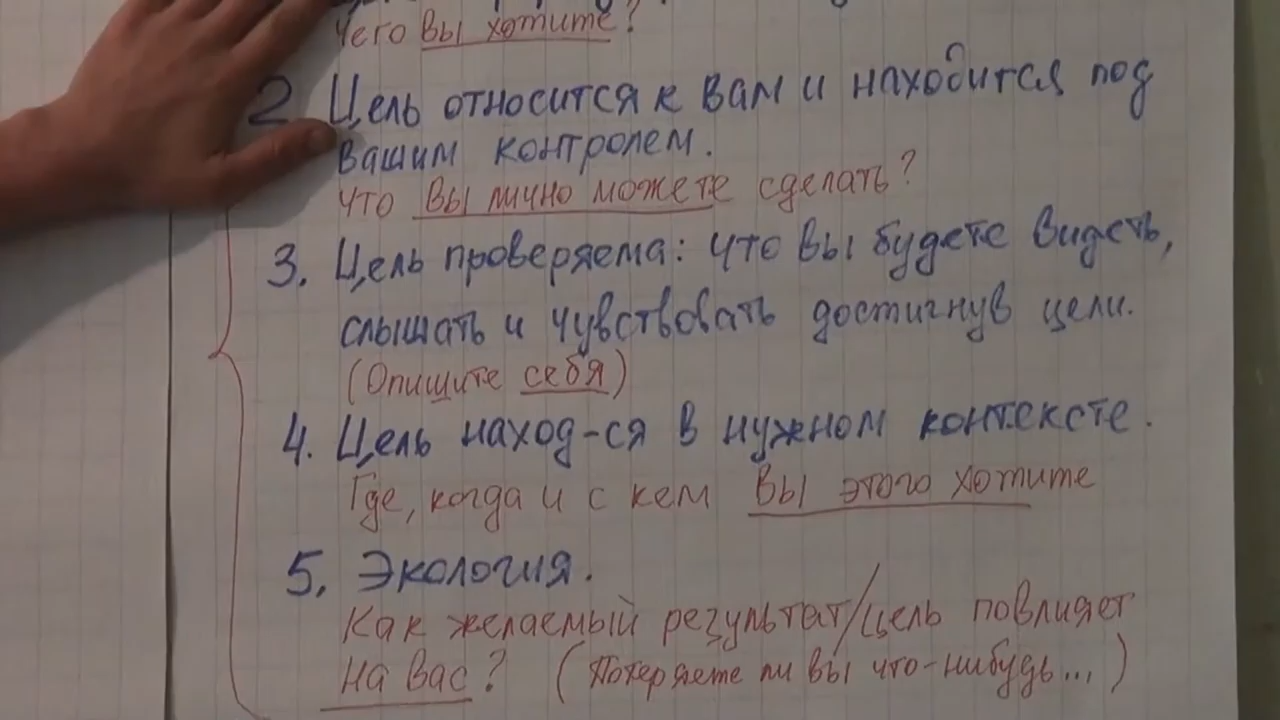 Чего вы хотите?
2. Цель относится к вам и находится под
вашим контролем.
Что вы лично можете сделать?
3. Цель проверяема: что вы будете видеть,
слышать и чувствовать достигнув цели.
(Опишите себя)
4. Цель наход-ся в нужном контексте.
Где, когда и с кем вы этого хотите
5. Экология.
Как желаемый результат/цель повлияет
на вас? (Потеряете ли вы что-нибудь...)